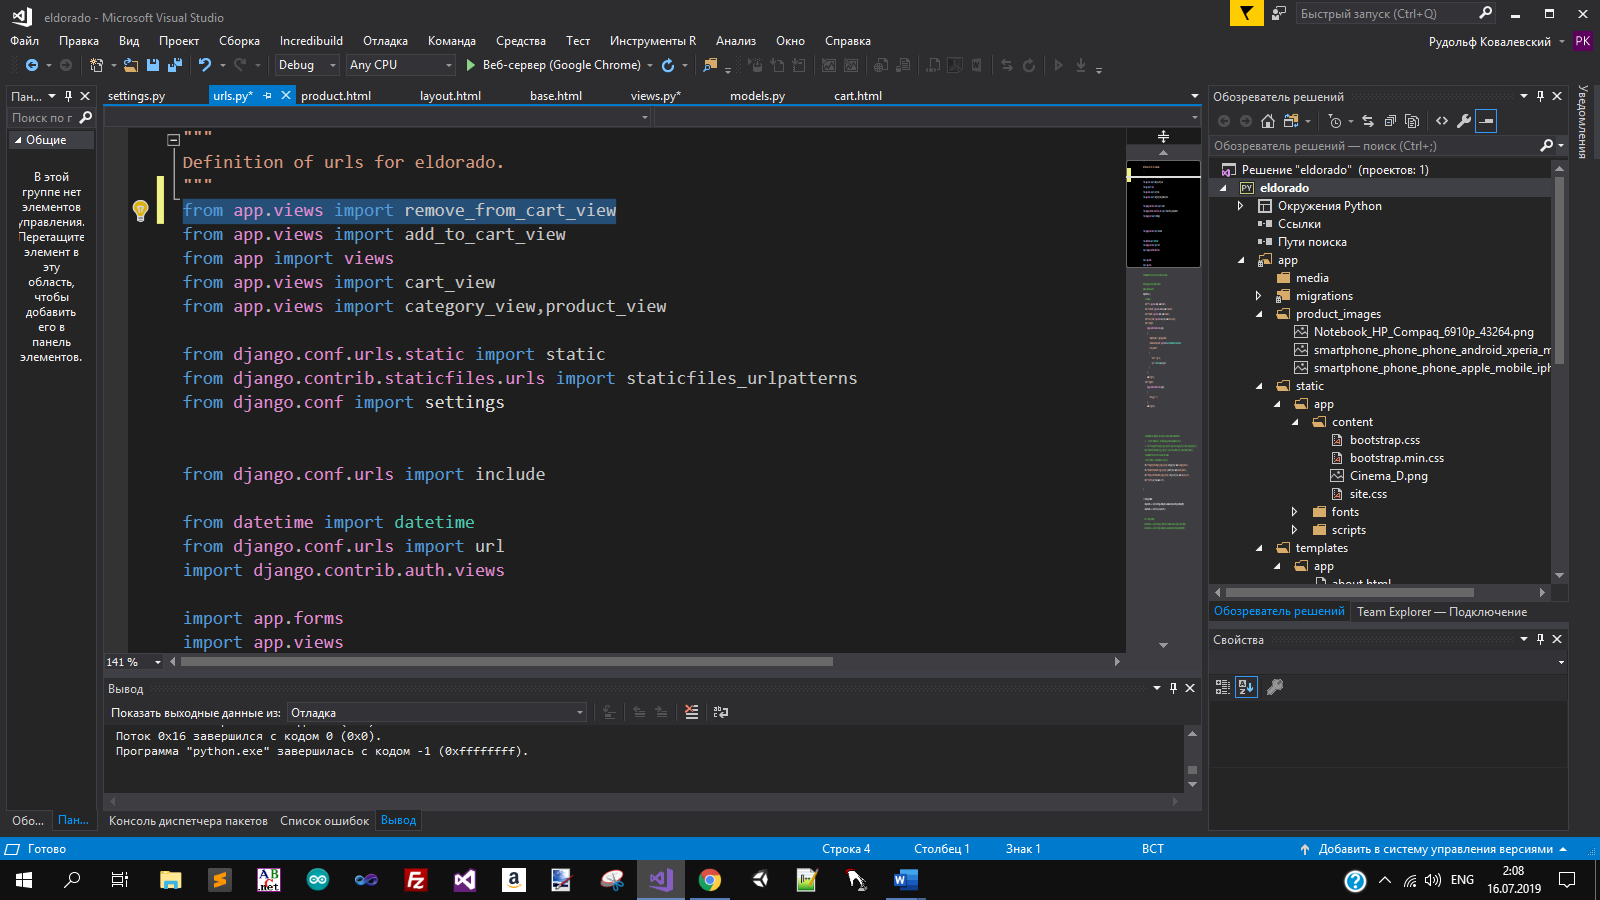 eldorado - Microsoft Visual Studio
Быстрый запуск (Ctrl+Q)
Файл Правка Вид Проект Сборка Incredibuild Отладка Команда Средства Тест Инструменты R Анализ Окно Справка
Рудольф Ковалевский РК
Debug Any CPU Веб-сервер (Google Chrome)
Пан...
Поиск по г
Общие
В этой
группе нет
элементов
управления.
Перетащите
элемент в
эту
область,
чтобы
добавить
его в
панель
элементов.
Обо... Пан...
settings.py urls.py* product.html layout.html base.html views.py* models.py cart.html
"""
Definition of urls for eldorado.
"""
from app.views import remove_from_cart_view
from app.views import add_to_cart_view
from app import views
from app.views import cart_view
from app.views import category_view,product_view
from django.conf.urls.static import static
from django.contrib.staticfiles.urls import staticfiles_urlpatterns
from django.conf import settings
from django.conf.urls import include
from datetime import datetime
from django.conf.urls import url
import django.contrib.auth.views
import app.forms
import app.views
141 %
Вывод
Показать выходные данные из: Отладка
Поток 0x16 завершился с кодом 0 (0x0).
Программа "python.exe" завершилась с кодом -1 (0xffffffff).
Консоль диспетчера пакетов Список ошибок Вывод
Обозреватель решений
Обозреватель решений — поиск (Ctrl+;)
Решение "eldorado" (проектов: 1)
PY eldorado
Окружения Python
Ссылки
Пути поиска
app
media
migrations
product_images
Notebook_HP_Compaq_6910p_43264.png
smartphone_phone_phone_android_xperia_m
smartphone_phone_phone_apple_mobile_iph
static
app
content
bootstrap.css
bootstrap.min.css
Cinema_D.png
site.css
fonts
scripts
templates
app
about.html
Обозреватель решений Team Explorer — Подключение
Свойства
Уведомления
Готово Строка 4 Столбец 1 Знак 1 ВСТ Добавить в систему управления версиями
ENG
2:08
16.07.2019